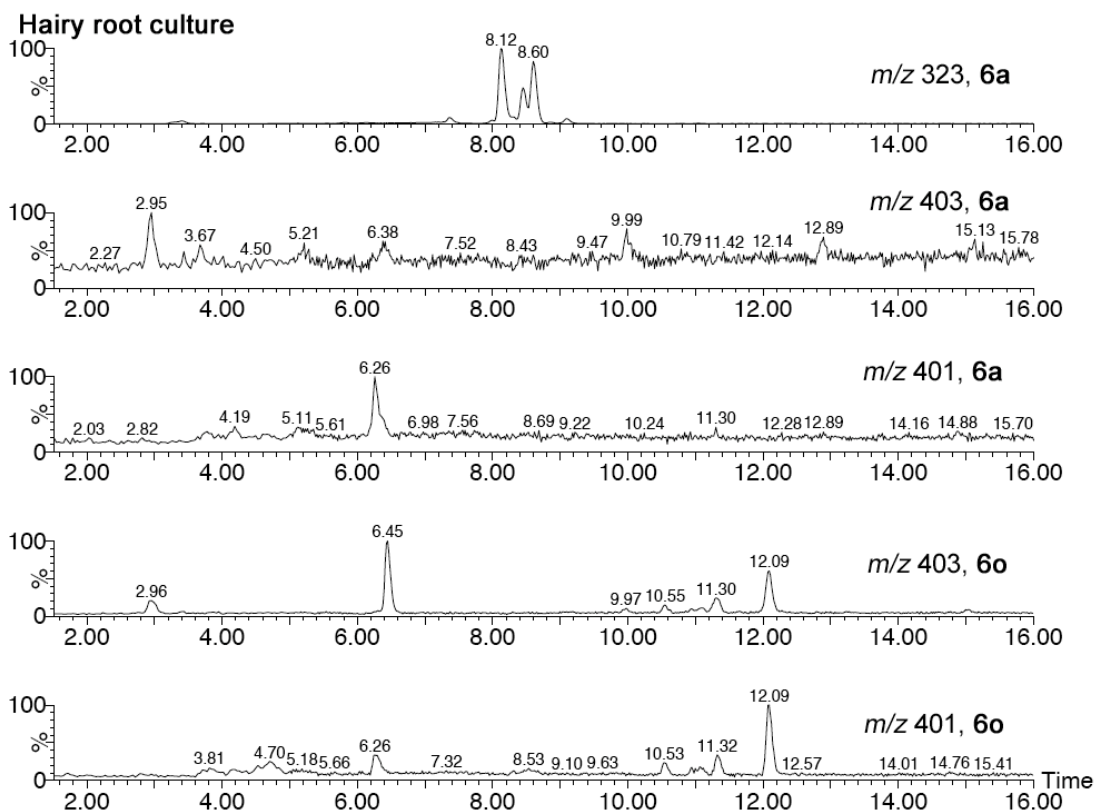 Hairy root culture
8.12 8.60
m/z 323, 6a
100
%
0
2.00 4.00 6.00 8.00 10.00 12.00 14.00 16.00
m/z 403, 6a
100
2.95
2.27 3.67 4.50 5.21 6.38 7.52 8.43 9.47 9.99 10.79 11.42 12.14 12.89 15.13 15.78
%
0
2.00 4.00 6.00 8.00 10.00 12.00 14.00 16.00
m/z 401, 6a
100
6.26
2.03 2.82 4.19 5.11 5.61 6.98 7.56 8.69 9.22 10.24 11.30 12.28 12.89 14.16 14.88 15.70
%
0
2.00 4.00 6.00 8.00 10.00 12.00 14.00 16.00
m/z 403, 6o
100
6.45
2.96 9.97 10.55 11.30 12.09
%
0
2.00 4.00 6.00 8.00 10.00 12.00 14.00 16.00
m/z 401, 6o
100
12.09
3.81 4.70 5.18 5.66 6.26 7.32 8.53 9.10 9.63 10.53 11.32 12.57 14.01 14.76 15.41
%
0
Time
2.00 4.00 6.00 8.00 10.00 12.00 14.00 16.00